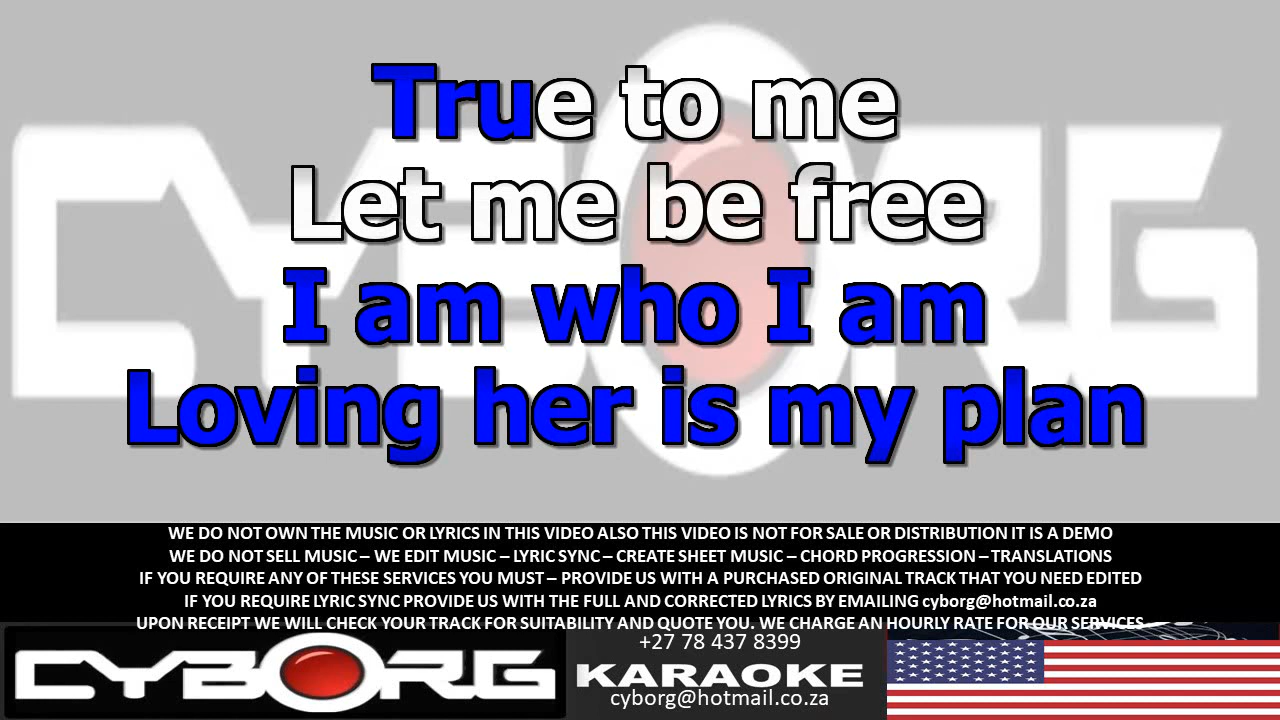 True to me
Let me be free
I am who I am
Loving her is my plan
WE DO NOT OWN THE MUSIC OR LYRICS IN THIS VIDEO ALSO THIS VIDEO IS NOT FOR SALE OR DISTRIBUTION IT IS A DEMO
WE DO NOT SELL MUSIC – WE EDIT MUSIC – LYRIC SYNC – CREATE SHEET MUSIC – CHORD PROGRESSION – TRANSLATIONS
IF YOU REQUIRE ANY OF THESE SERVICES YOU MUST – PROVIDE US WITH A PURCHASED ORIGINAL TRACK THAT YOU NEED EDITED
IF YOU REQUIRE LYRIC SYNC PROVIDE US WITH THE FULL AND CORRECTED LYRICS BY EMAILING cyborg@hotmail.co.za
UPON RECEIPT WE WILL CHECK YOUR TRACK FOR SUITABILITY AND QUOTE YOU. WE CHARGE AN HOURLY RATE FOR OUR SERVICES
CYBORG
+27 78 437 8399
KARAOKE
cyborg@hotmail.co.za
CYBORG